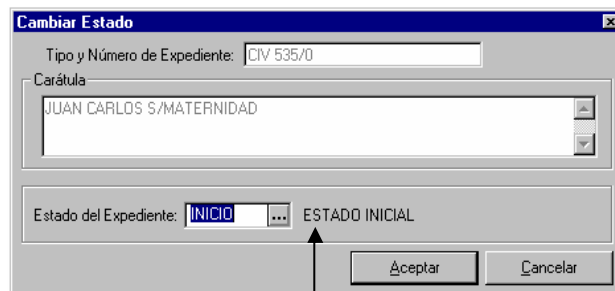 Cambiar Estado
Tipo y Número de Expediente: CIV 535/0
Carátula
JUAN CARLOS S/MATERNIDAD
Estado del Expediente: INICIO ... ESTADO INICIAL
Aceptar Cancelar